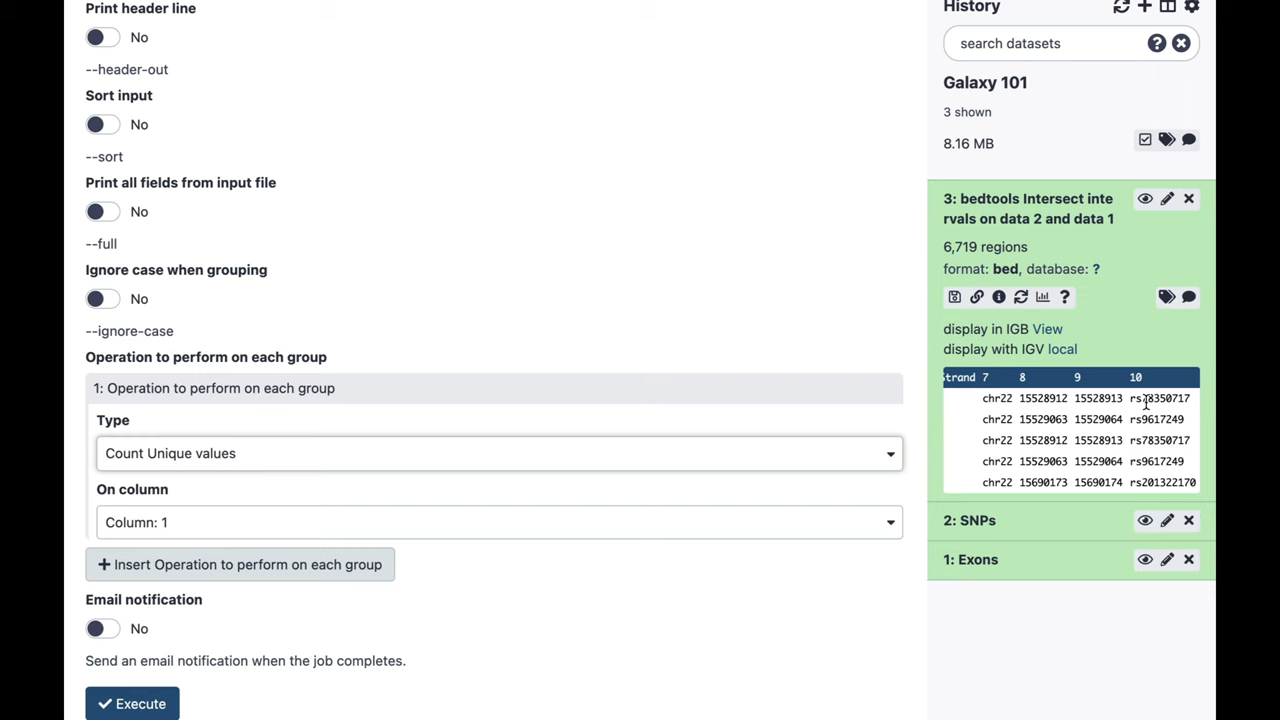 Print header line
No
--header-out
Sort input
No
--sort
Print all fields from input file
No
--full
Ignore case when grouping
No
--ignore-case
Operation to perform on each group
1: Operation to perform on each group
Type
Count Unique values
On column
Column: 1
Insert Operation to perform on each group
Email notification
No
Send an email notification when the job completes.
Execute
History
search datasets
Galaxy 101
3 shown
8.16 MB
3: bedtools Intersect inte
rvals on data 2 and data 1
6,719 regions
format: bed, database: ?
display in IGB View
display with IGV local
Strand 7 8 9 10
chr22 15528912 15528913 rs78350717
chr22 15529063 15529064 rs9617249
chr22 15528912 15528913 rs78350717
chr22 15529063 15529064 rs9617249
chr22 15690173 15690174 rs201322170
2: SNPs
1: Exons